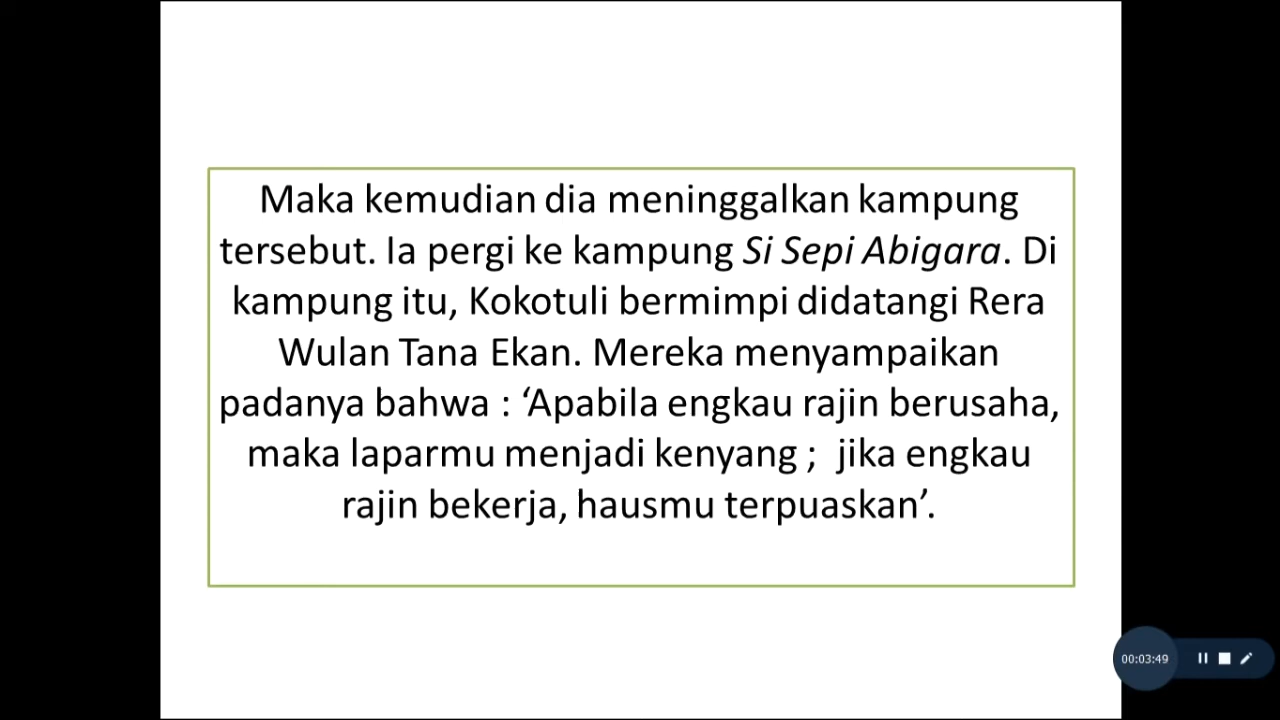 Maka kemudian dia meninggalkan kampung
tersebut. Ia pergi ke kampung Si Sepi Abigara. Di
kampung itu, Kokotuli bermimpi didatangi Rera
Wulan Tana Ekan. Mereka menyampaikan
padanya bahwa : ‘Apabila engkau rajin berusaha,
maka laparmu menjadi kenyang ;  jika engkau
rajin bekerja, hausmu terpuaskan’.
00:03:49